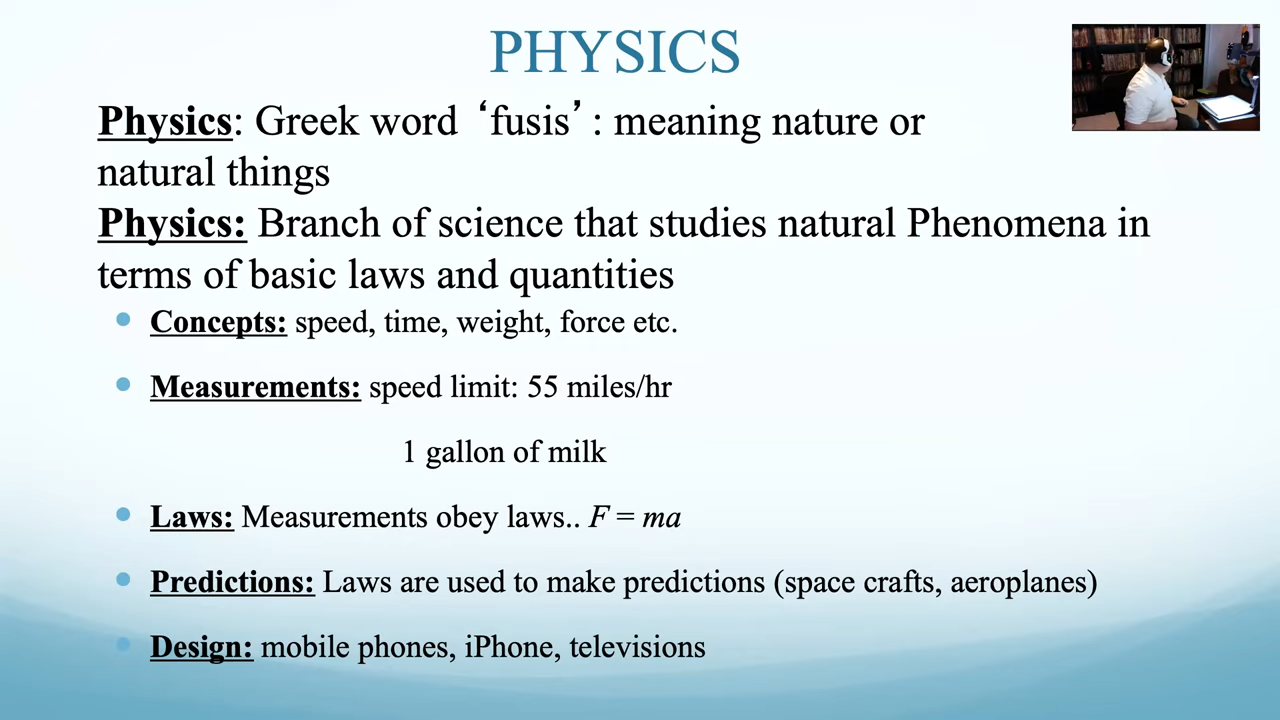 PHYSICS
Physics: Greek word ‘fusis’ : meaning nature or
natural things
Physics: Branch of science that studies natural Phenomena in
terms of basic laws and quantities
Concepts: speed, time, weight, force etc.
Measurements: speed limit: 55 miles/hr
1 gallon of milk
Laws: Measurements obey laws.. F = ma
Predictions: Laws are used to make predictions (space crafts, aeroplanes)
Design: mobile phones, iPhone, televisions